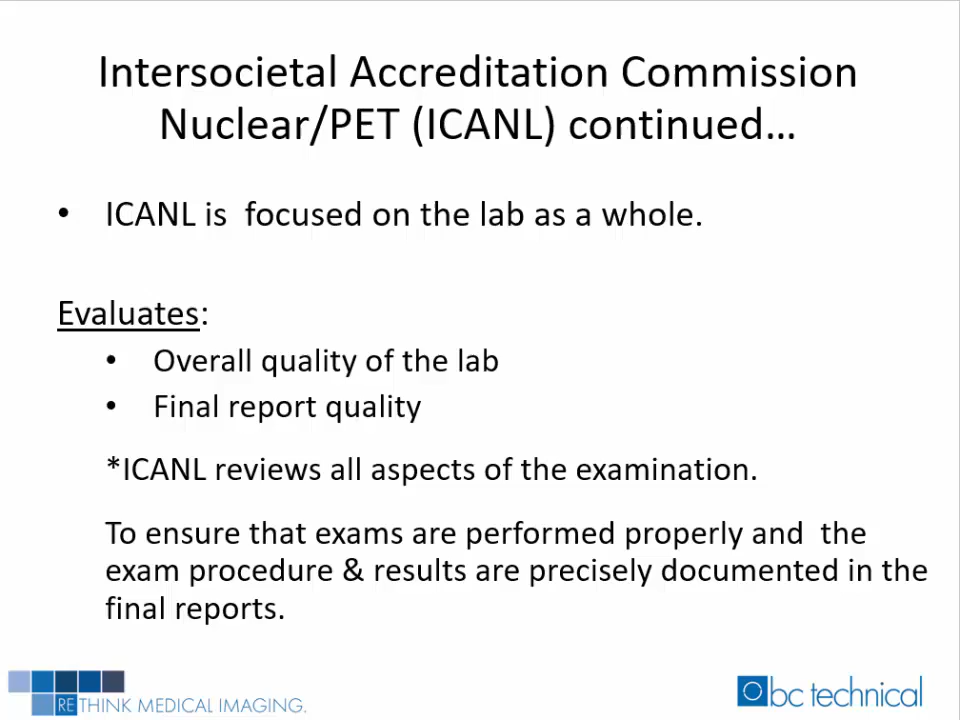 Intersocietal Accreditation Commission
Nuclear/PET (ICANL) continued…
• ICANL is  focused on the lab as a whole.
Evaluates:
• Overall quality of the lab
• Final report quality
*ICANL reviews all aspects of the examination.
To ensure that exams are performed properly and  the
exam procedure & results are precisely documented in the
final reports.
RETHINK MEDICAL IMAGING.
bc technical